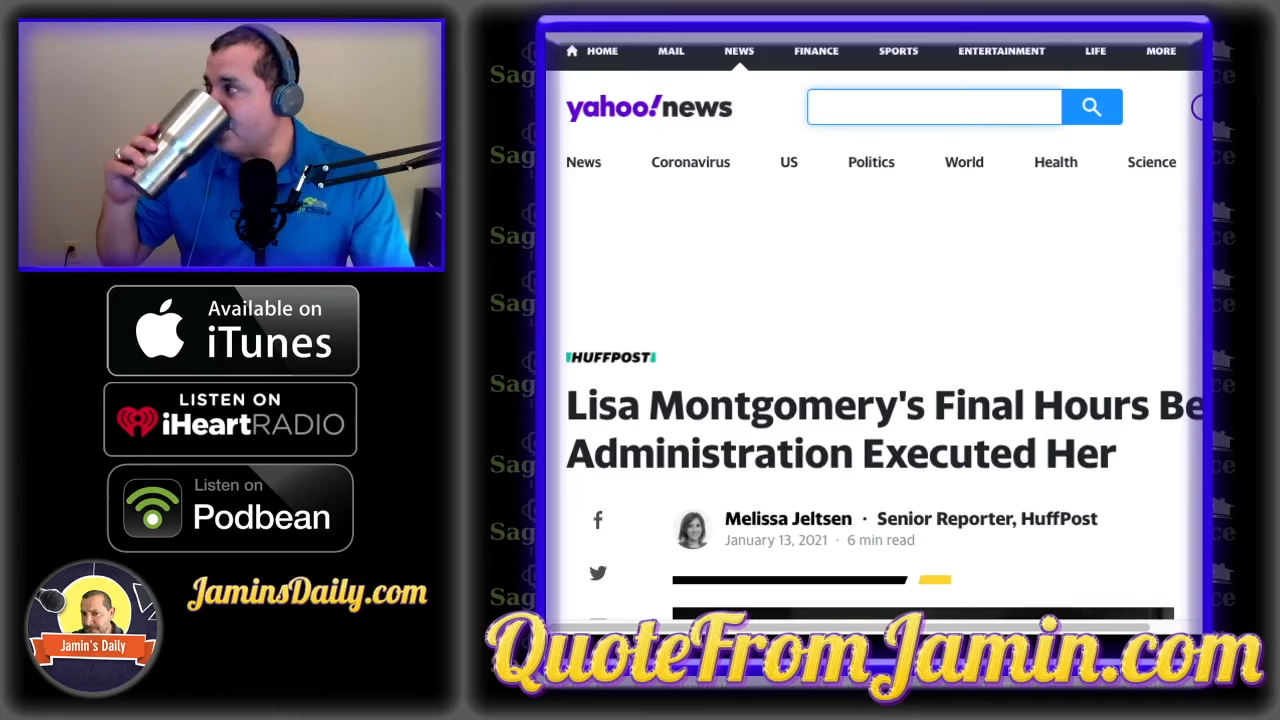 Available on
iTunes
LISTEN ON
iHeartRADIO
Listen on
Podbean
Jamin's Daily
JaminsDaily.com
HOME MAIL NEWS FINANCE SPORTS ENTERTAINMENT LIFE MORE
yahoo!news
News Coronavirus US Politics World Health Science
HUFFPOST
Lisa Montgomery's Final Hours Be
Administration Executed Her
Melissa Jeltsen · Senior Reporter, HuffPost
January 13, 2021 · 6 min read
QuoteFromJamin.com